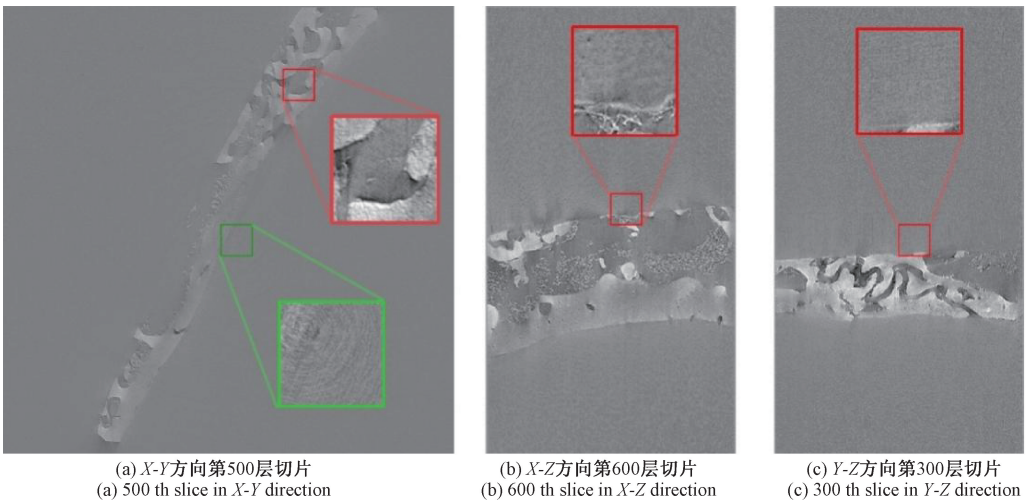 (a) X-Y方向第500层切片
(a) 500 th slice in X-Y direction
(b) X-Z方向第600层切片
(b) 600 th slice in X-Z direction
(c) Y-Z方向第300层切片
(c) 300 th slice in Y-Z direction